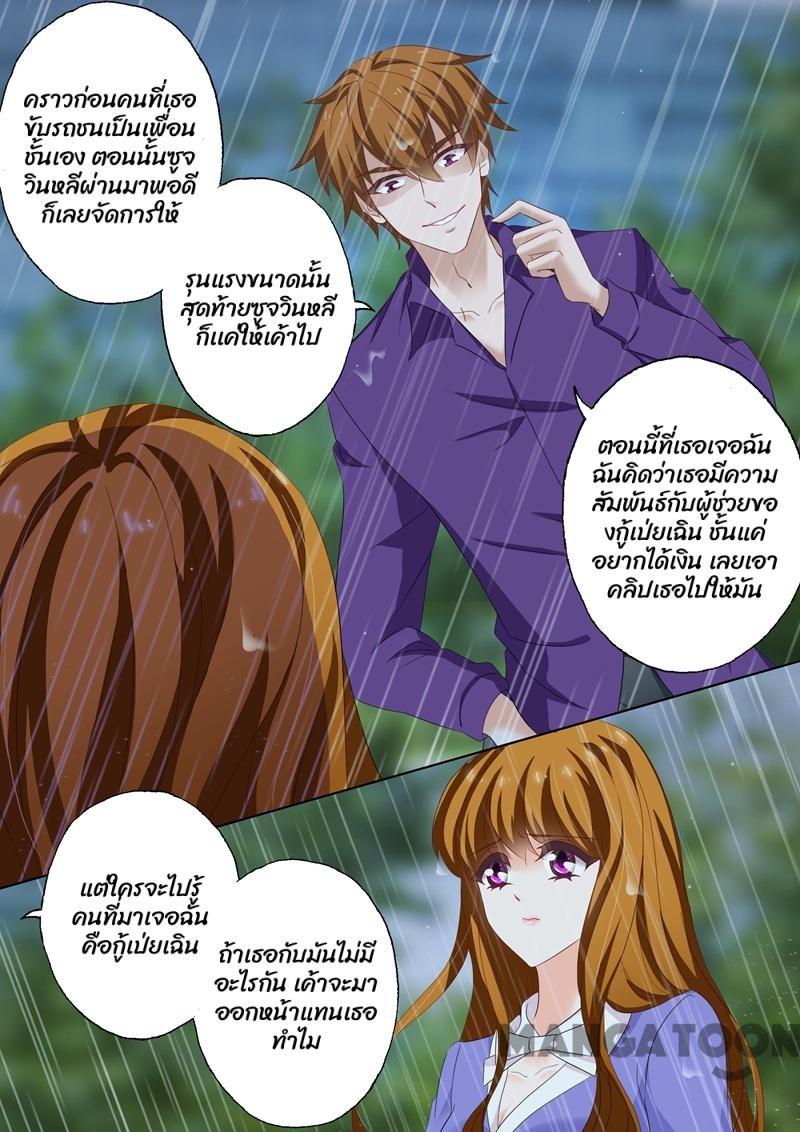 คราวก่อนคนที่เธอ
ขับรถชนเป็นเพื่อน
ชั้นเอง ตอนนั้นซูจ
วินหลีผ่านมาพอดี
ก็เลยจัดการให้
รุนแรงขนาดนั้น
สุดท้ายซูจวินหลี
ก็แค่ให้เค้าไป
ตอนนี้ที่เธอเจอฉัน
ฉันคิดว่าเธอมีความ
สัมพันธ์กับผู้ช่วยขอ
งกู้เป่ยเฉิน ชั้นแค่
อยากได้เงิน เลยเอา
คลิปเธอไปให้มัน
แต่ใครจะไปรู้
คนที่มาเจอฉัน
คือกู้เป่ยเฉิน
ถ้าเธอกับมันไม่มี
อะไรกัน เค้าจะมา
ออกหน้าแทนเธอ
ทำไม
MANGATOON